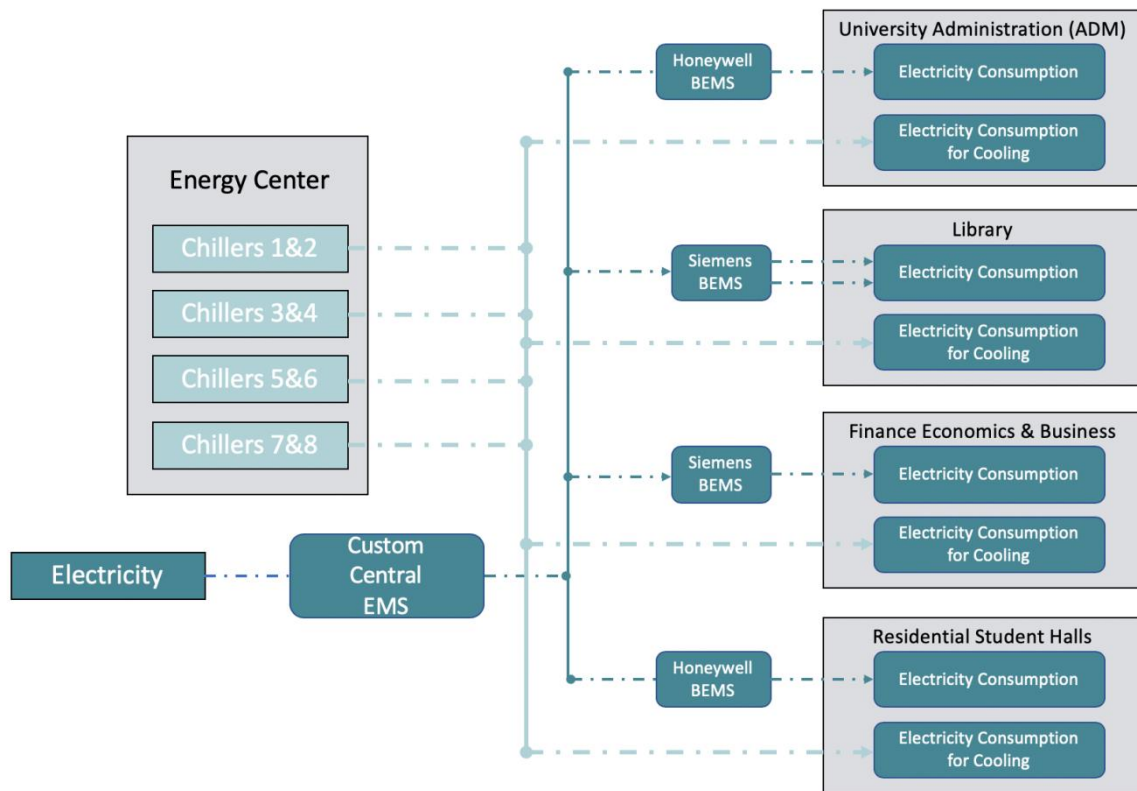 University Administration (ADM)
Honeywell
BEMS
Electricity Consumption
Electricity Consumption
for Cooling
Energy Center
Chillers 1&2
Chillers 3&4
Chillers 5&6
Chillers 7&8
Library
Siemens
BEMS
Electricity Consumption
Electricity Consumption
for Cooling
Finance Economics & Business
Siemens
BEMS
Electricity Consumption
Electricity Consumption
for Cooling
Electricity
Custom
Central
EMS
Residential Student Halls
Honeywell
BEMS
Electricity Consumption
Electricity Consumption
for Cooling